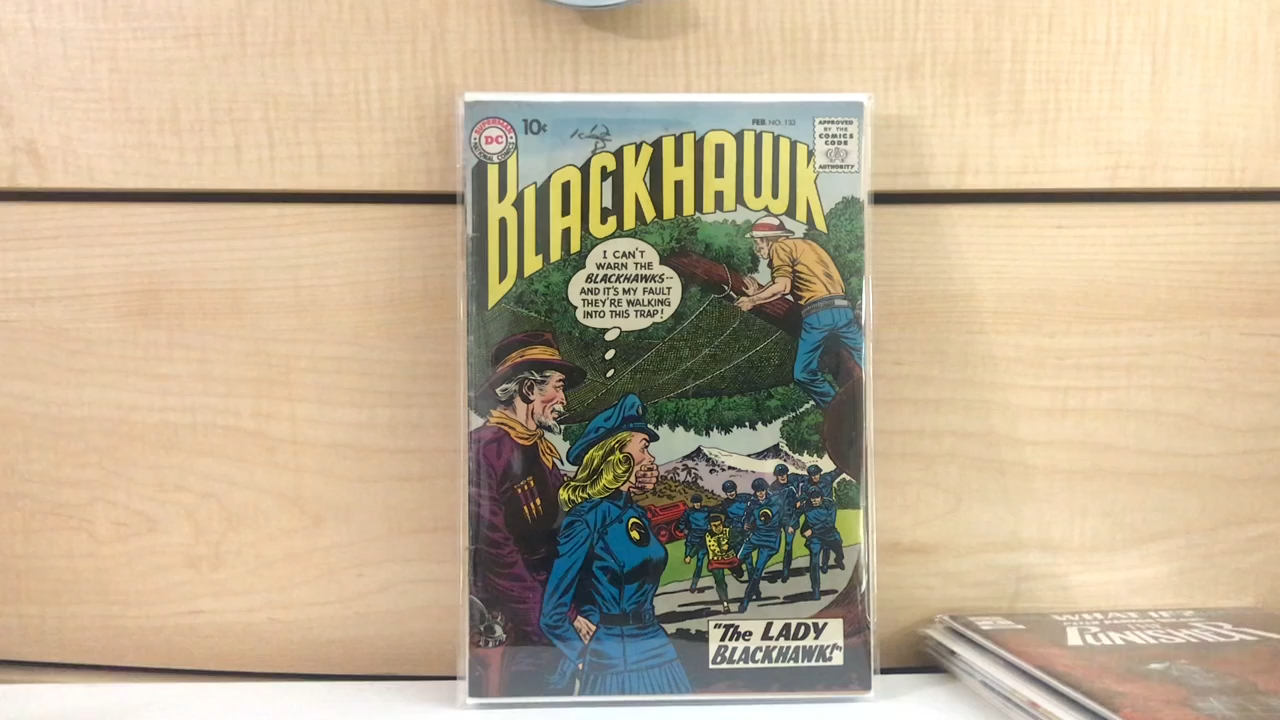 SUPERMAN
DC
NATIONAL COMICS
10¢
FEB. NO. 133
APPROVED
BY THE
COMICS
CODE
AUTHORITY
BLACKHAWK
I CAN'T
WARN THE
BLACKHAWKS--
AND IT'S MY FAULT
THEY'RE WALKING
INTO THIS TRAP!
"The LADY
BLACKHAWK!"
WHAT IF?
PUNISHER